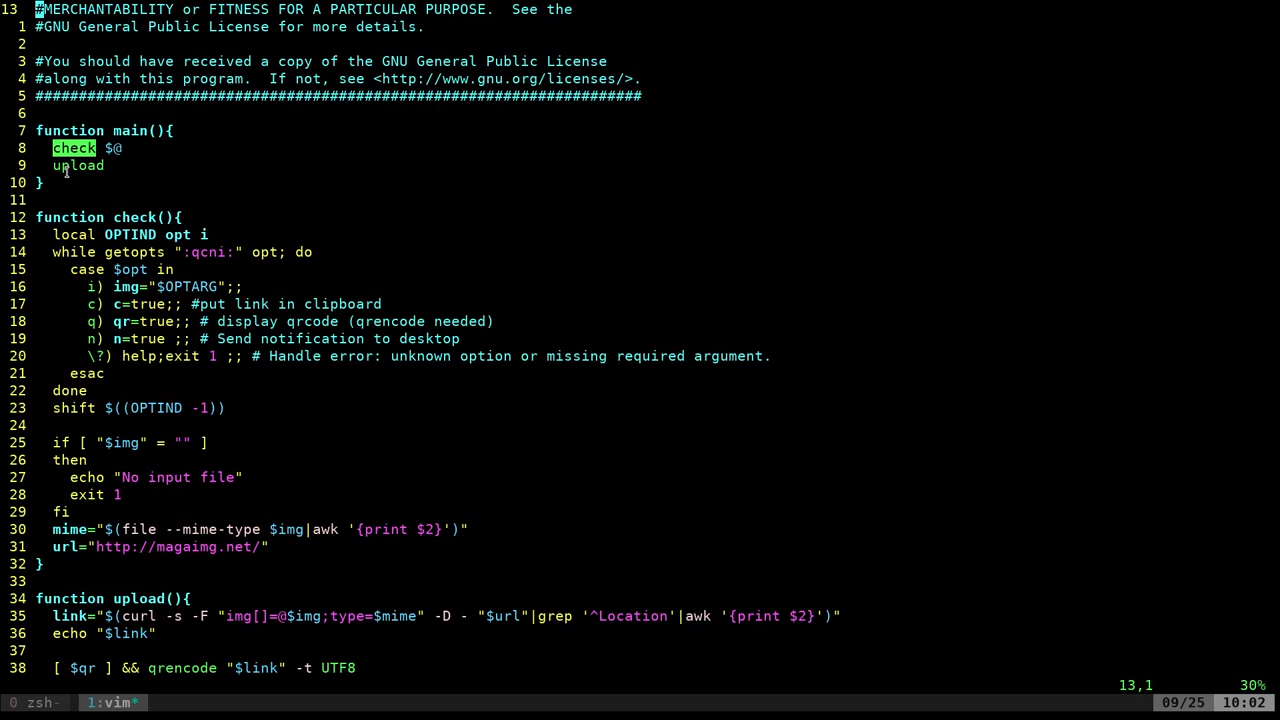 13 #MERCHANTABILITY or FITNESS FOR A PARTICULAR PURPOSE.  See the
1 #GNU General Public License for more details.
2
3 #You should have received a copy of the GNU General Public License
4 #along with this program.  If not, see <http://www.gnu.org/licenses/>.
5 ######################################################################
6
7 function main(){
8   check $@
9   upload
10 }
11
12 function check(){
13   local OPTIND opt i
14   while getopts ":qcni:" opt; do
15     case $opt in
16       i) img="$OPTARG";;
17       c) c=true;; #put link in clipboard
18       q) qr=true;; # display qrcode (qrencode needed)
19       n) n=true ;; # Send notification to desktop
20       \?) help;exit 1 ;; # Handle error: unknown option or missing required argument.
21     esac
22   done
23   shift $((OPTIND -1))
24
25   if [ "$img" = "" ]
26   then
27     echo "No input file"
28     exit 1
29   fi
30   mime="$(file --mime-type $img|awk '{print $2}')"
31   url="http://magaimg.net/"
32 }
33
34 function upload(){
35   link="$(curl -s -F "img[]=@$img;type=$mime" -D - "$url"|grep '^Location'|awk '{print $2}')"
36   echo "$link"
37
38   [ $qr ] && qrencode "$link" -t UTF8
13,1 30%
0 zsh- 1:vim* 09/25 10:02